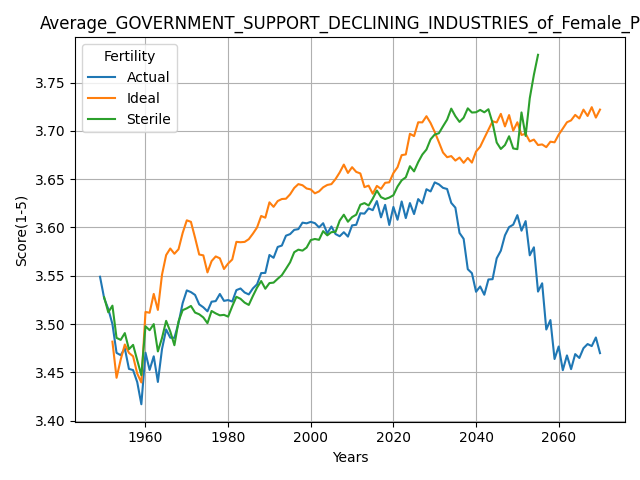 Average_GOVERNMENT_SUPPORT_DECLINING_INDUSTRIES_of_Female_P
Fertility
Actual
Ideal
Sterile
3.75
3.70
3.65
3.60
3.55
3.50
3.45
3.40
Score(1-5)
1960 1980 2000 2020 2040 2060
Years